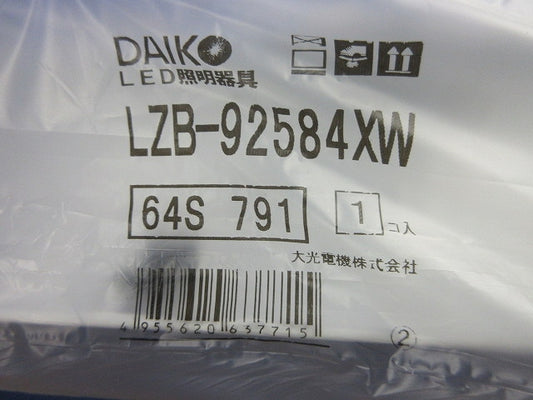 DAIKO
LED照明器具
LZB-92584XW
64S 791
1 コ入
大光電機株式会社
4 955620 637715
②